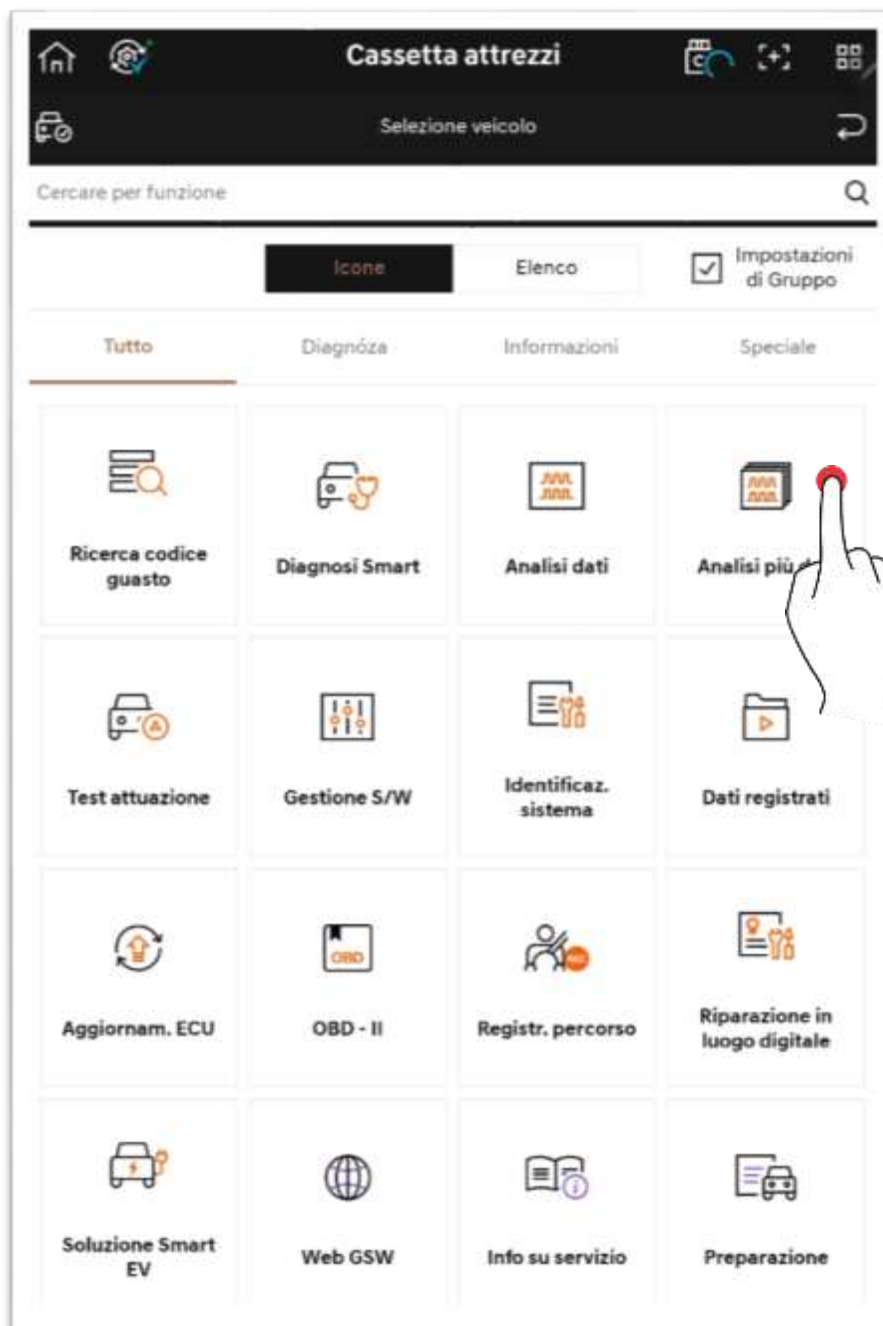 Cassetta attrezzi
C
Selezione veicolo
Cercare per funzione
Icone
Elenco
Impostazioni
di Gruppo
Tutto
Diagnóza
Informazioni
Speciale
Ricerca codice
guasto
Diagnosi Smart
Analisi dati
Analisi più d
Test attuazione
Gestione S/W
Identificaz.
sistema
Dati registrati
OBD
REC
Aggiornam. ECU
OBD - II
Registr. percorso
Riparazione in
luogo digitale
Soluzione Smart
EV
Web GSW
Info su servizio
Preparazione